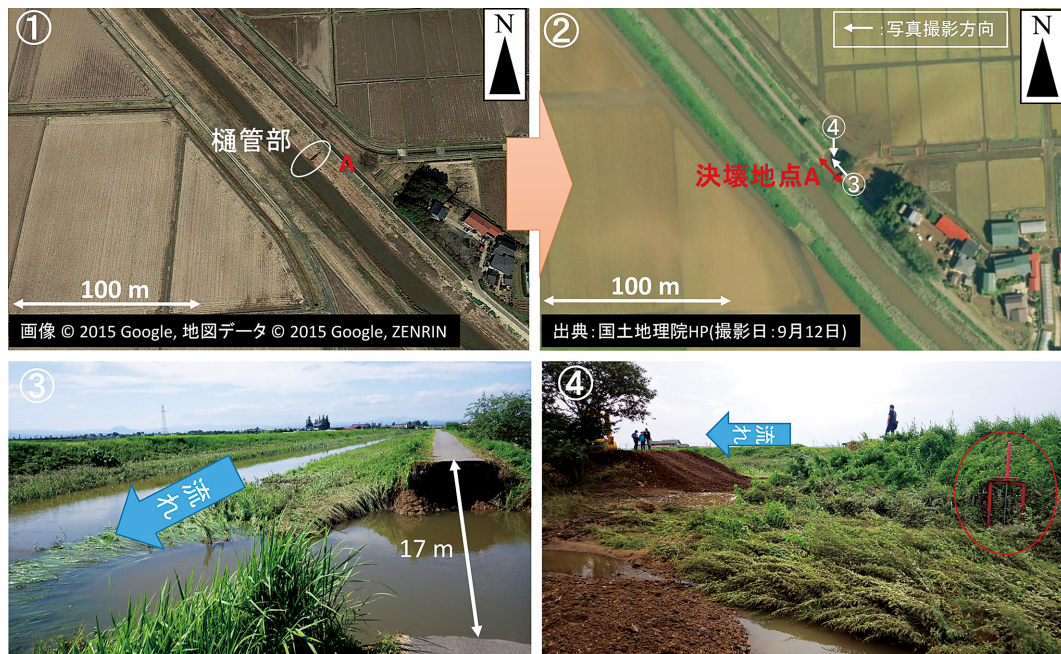 ①
N
樋管部
A
100 m
画像 © 2015 Google, 地図データ © 2015 Google, ZENRIN
②
←:写真撮影方向
N
④
決壊地点A
③
100 m
出典:国土地理院HP(撮影日:9月12日)
③
流れ
17 m
④
流れ